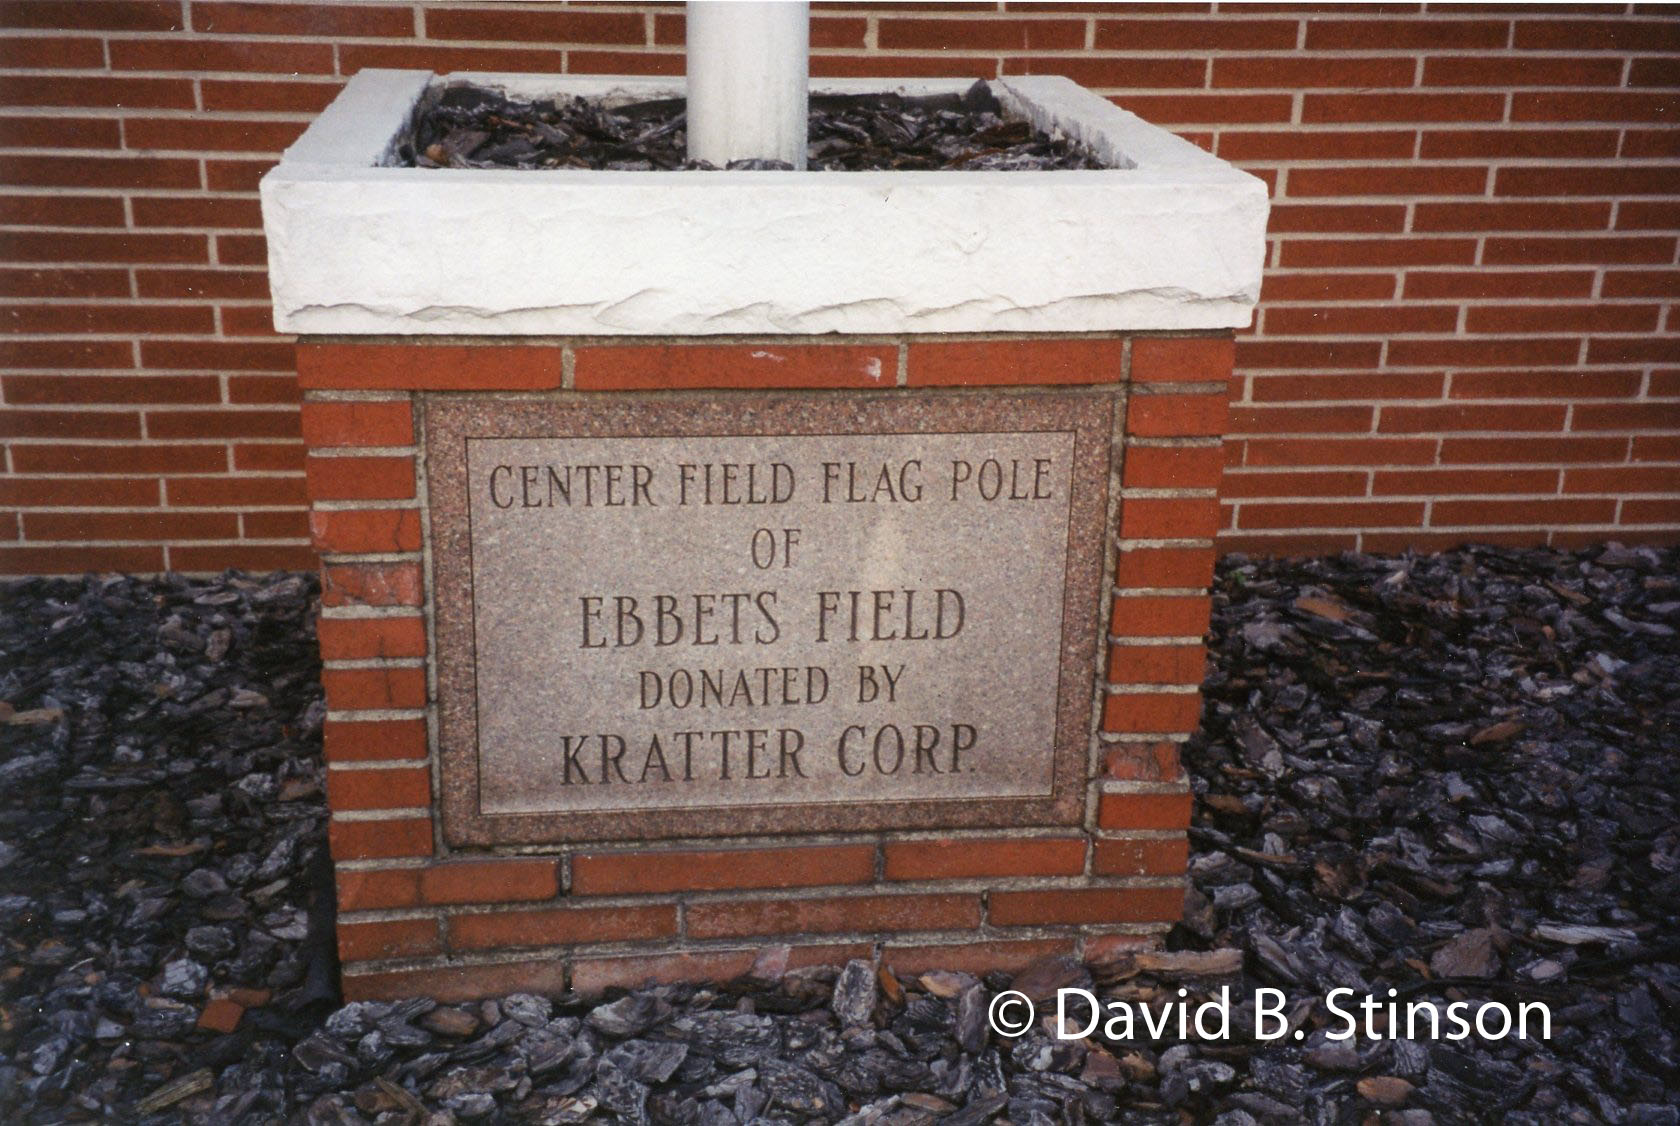 CENTER FIELD FLAG POLE
OF
EBBETS FIELD
DONATED BY
KRATTER CORP.
© David B. Stinson